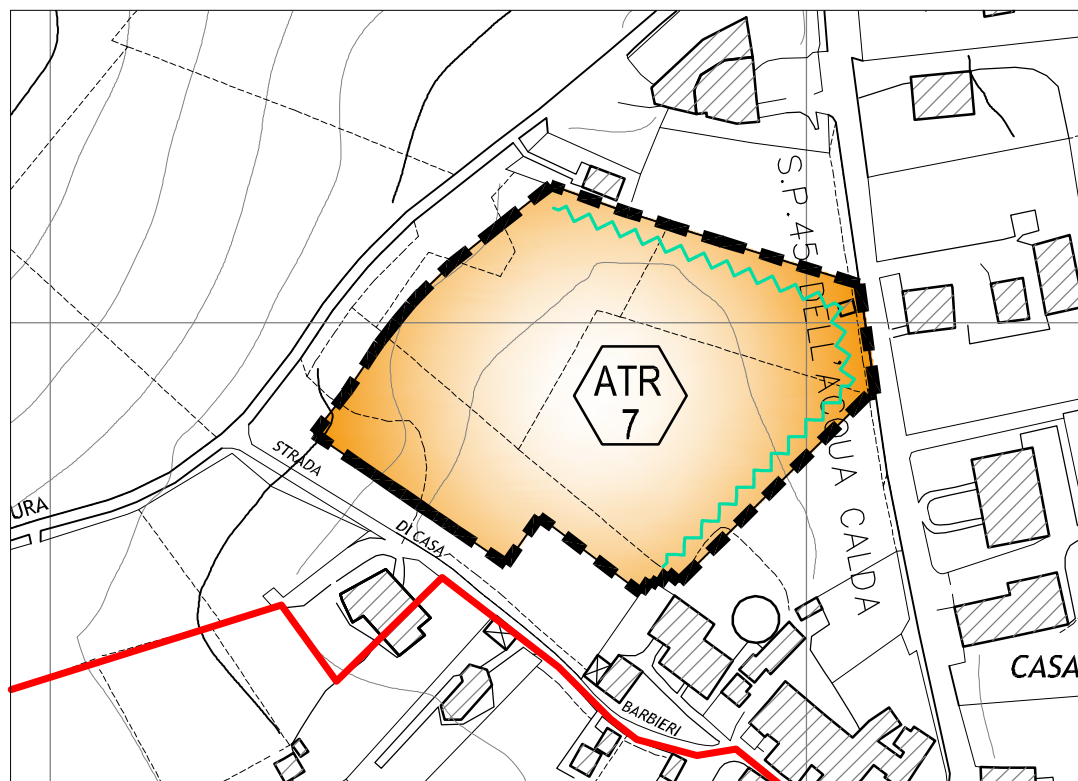 S.P.45 DELL'ACQUA CALDA
ATR
7
STRADA
DI CASA
URA
BARBIERI
CASA